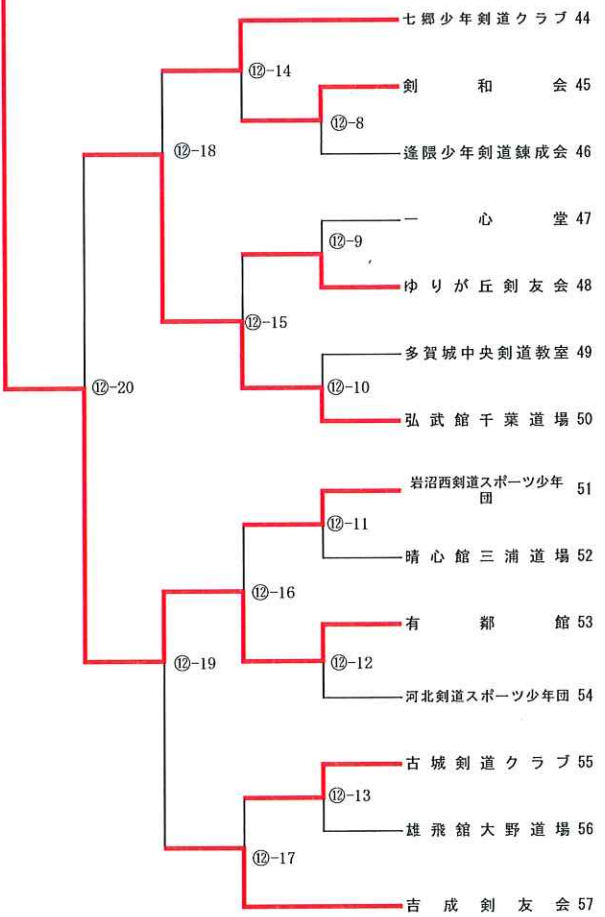 七郷少年剣道クラブ 44
⑫-14
剣和会 45
⑫-8
⑫-18
逢隈少年剣道錬成会 46
一心堂 47
⑫-9
ゆりが丘剣友会 48
⑫-15
多賀城中央剣道教室 49
⑫-20
⑫-10
弘武館千葉道場 50
岩沼西剣道スポーツ少年
団
51
⑫-11
晴心館三浦道場 52
⑫-16
有鄰館 53
⑫-19
⑫-12
河北剣道スポーツ少年団 54
古城剣道クラブ 55
⑫-13
雄飛舘大野道場 56
⑫-17
吉成剣友会 57